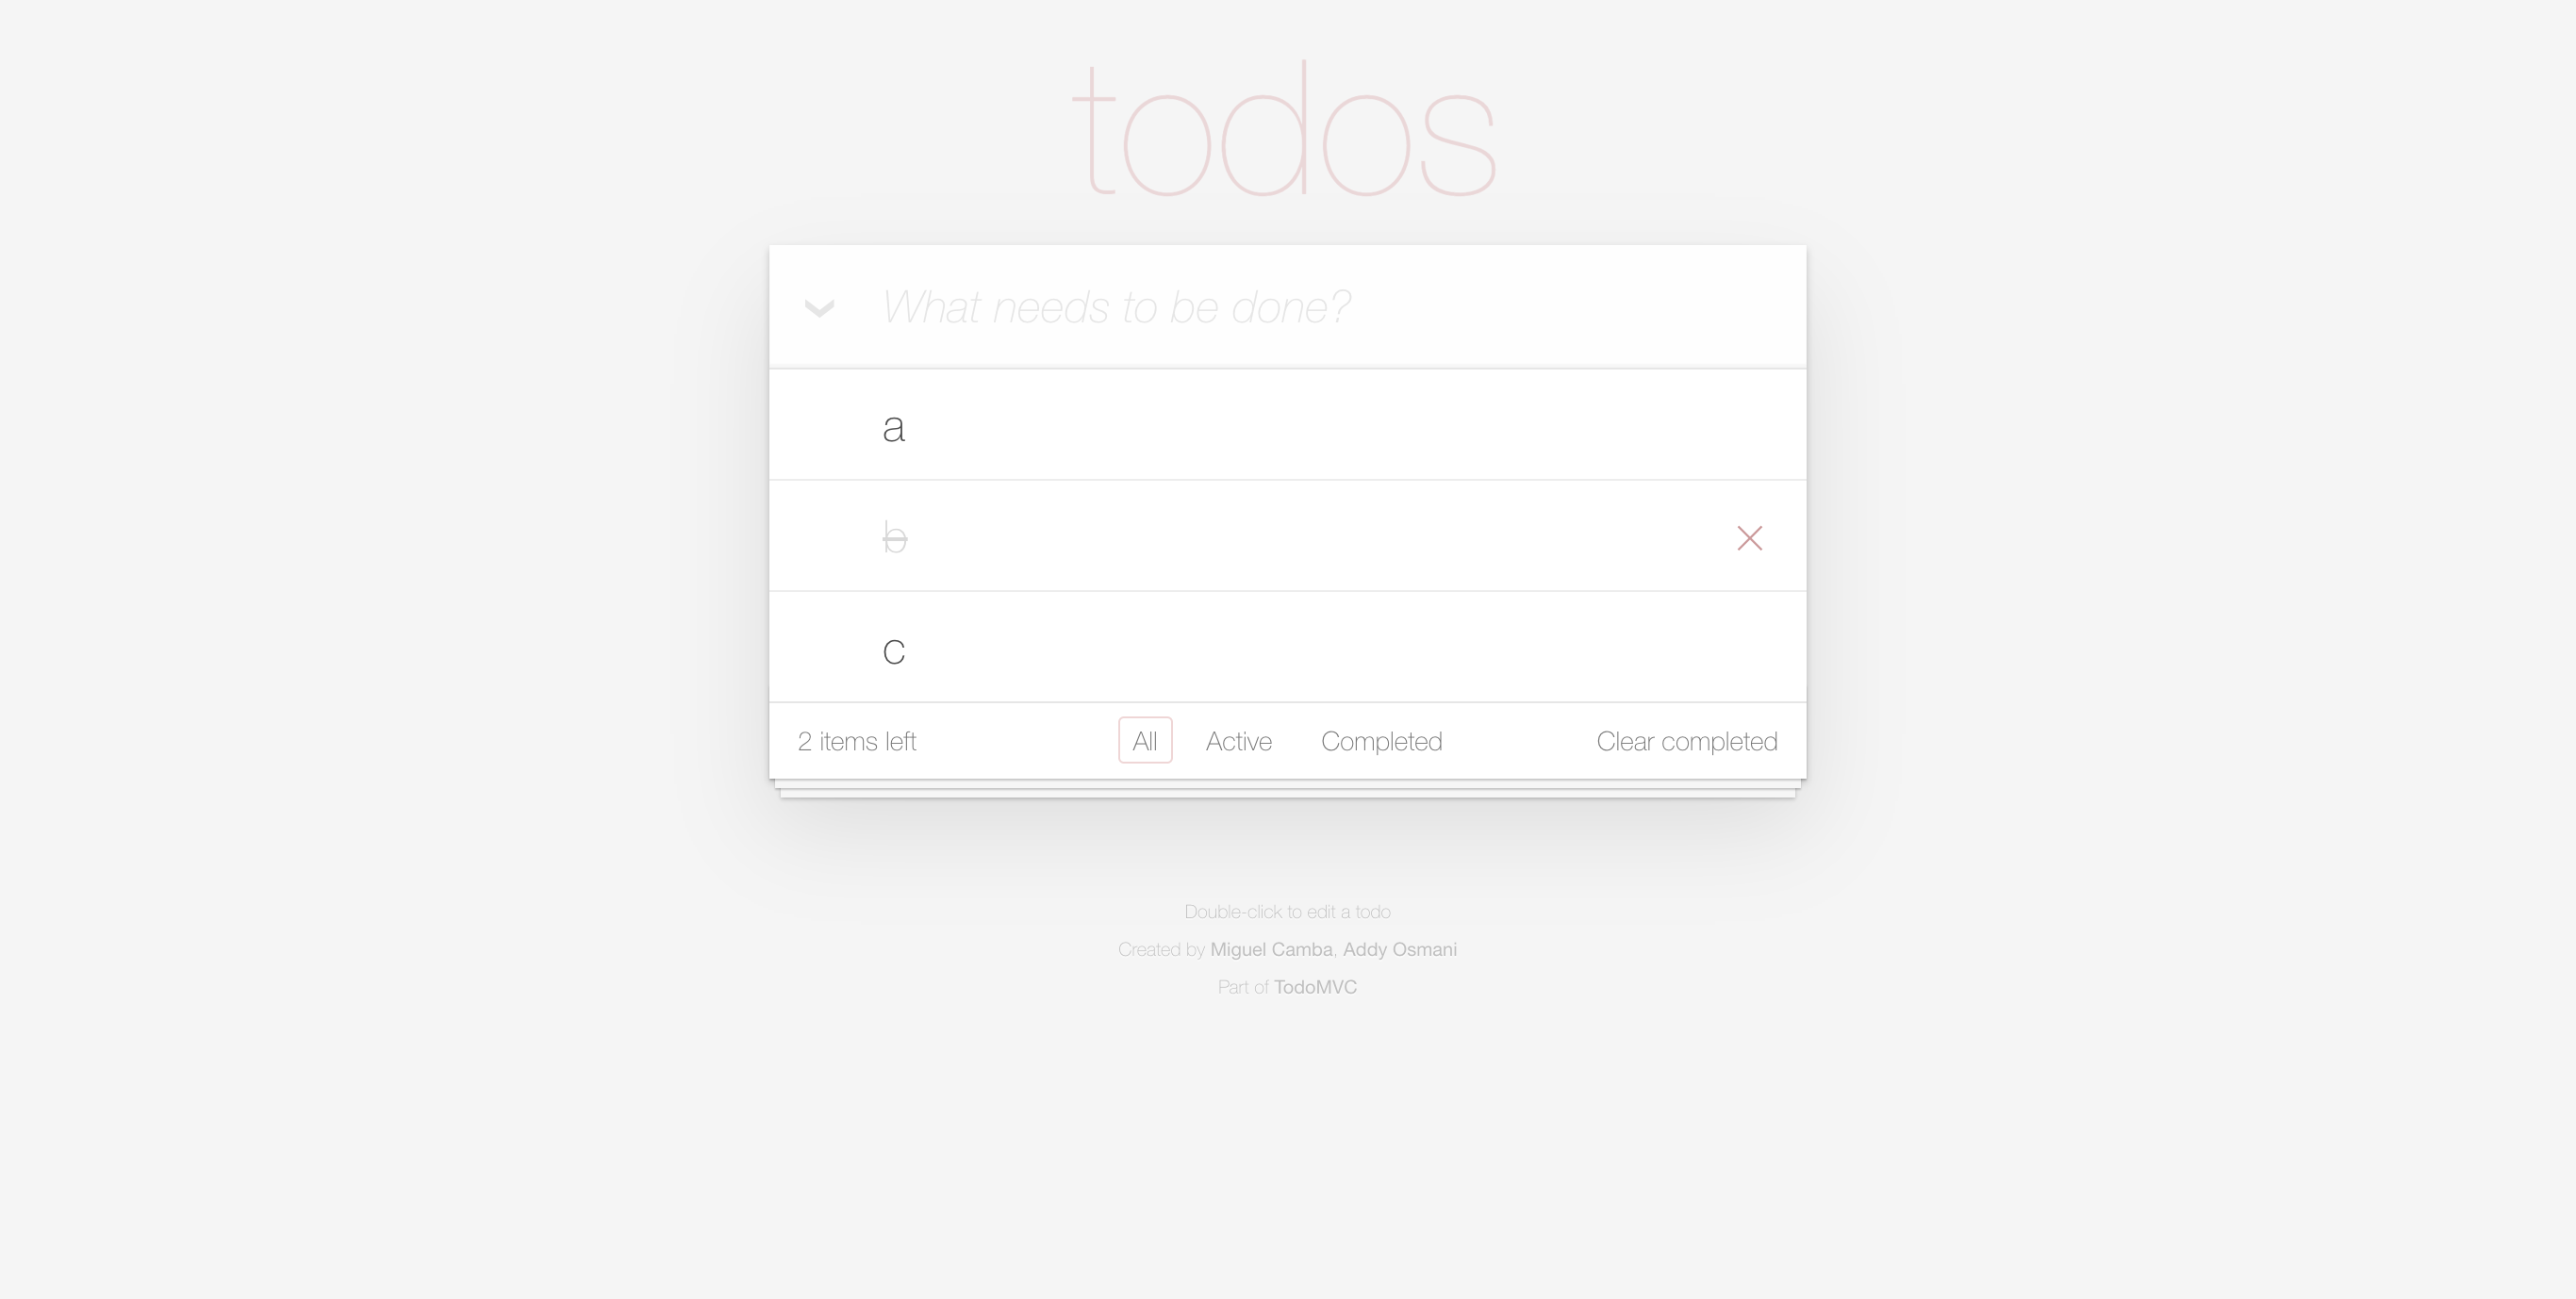 todos
What needs to be done?
a
b
c
2 items left All Active Completed Clear completed
Double-click to edit a todo
Created by Miguel Camba, Addy Osmani
Part of TodoMVC